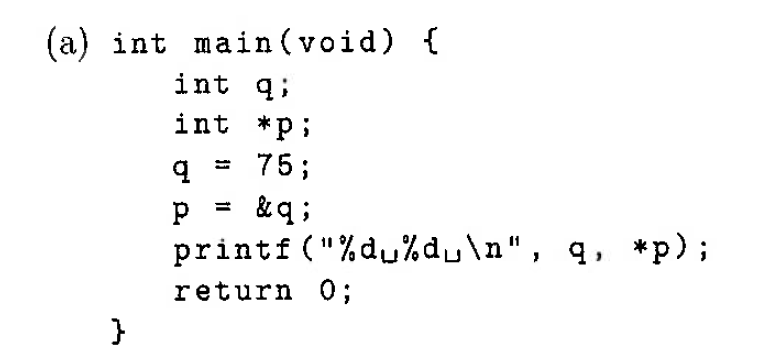 (a) int main(void) {
int q;
int *p;
q = 75;
p = &q;
printf("%d␣%d␣\n", q, *p);
return 0;
}